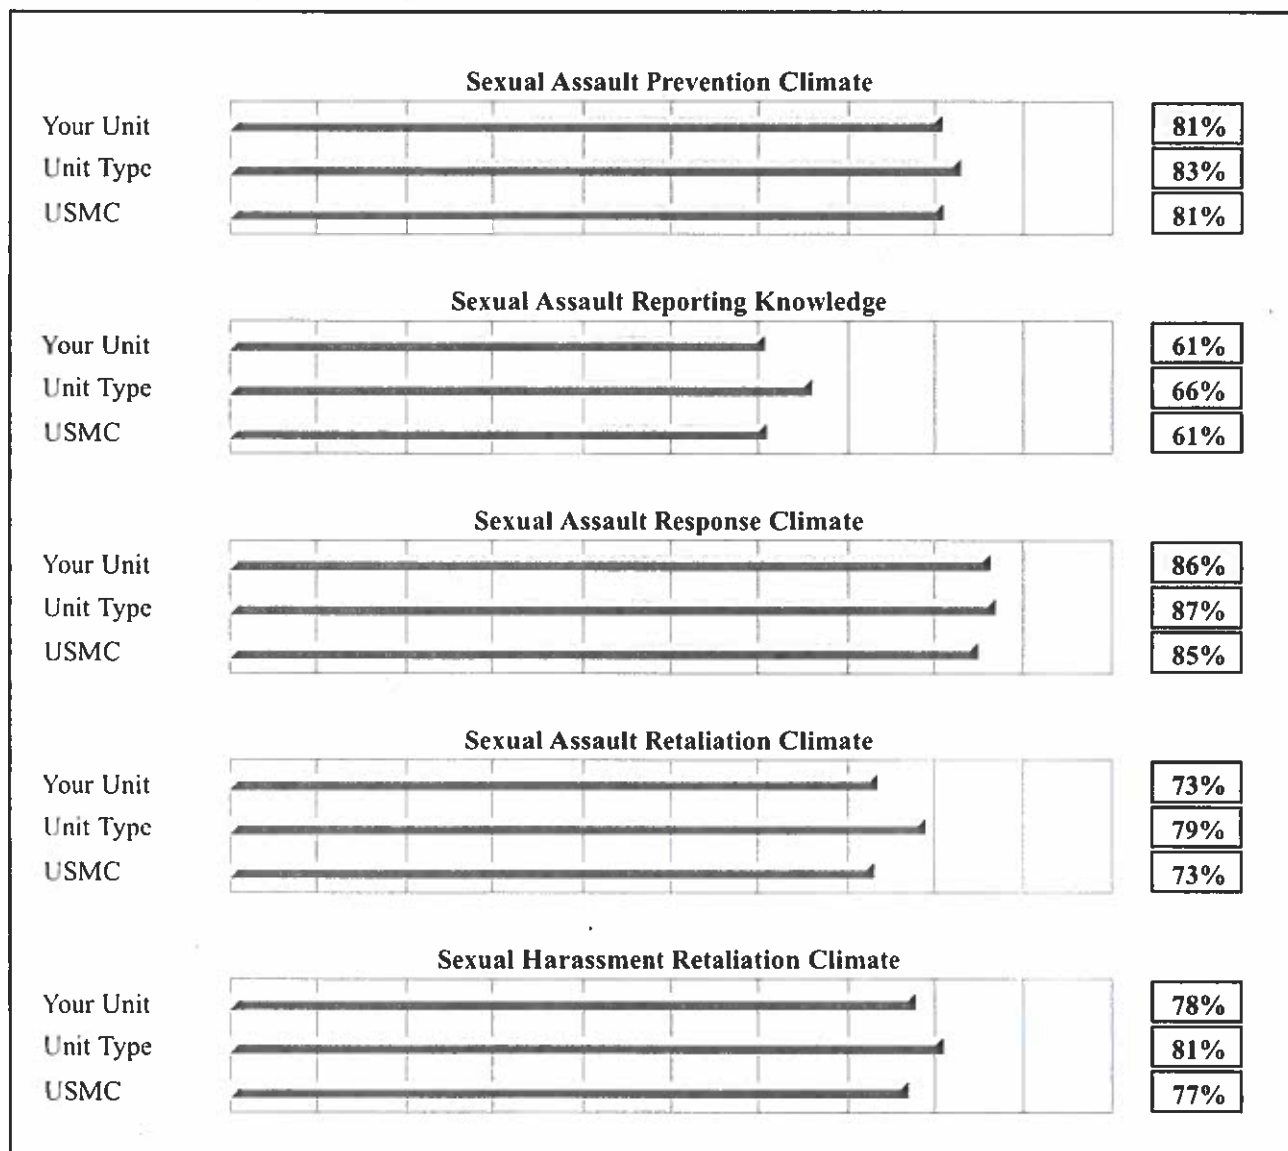 Sexual Assault Prevention Climate
Your Unit 81%
Unit Type 83%
USMC 81%
Sexual Assault Reporting Knowledge
Your Unit 61%
Unit Type 66%
USMC 61%
Sexual Assault Response Climate
Your Unit 86%
Unit Type 87%
USMC 85%
Sexual Assault Retaliation Climate
Your Unit 73%
Unit Type 79%
USMC 73%
Sexual Harassment Retaliation Climate
Your Unit 78%
Unit Type 81%
USMC 77%